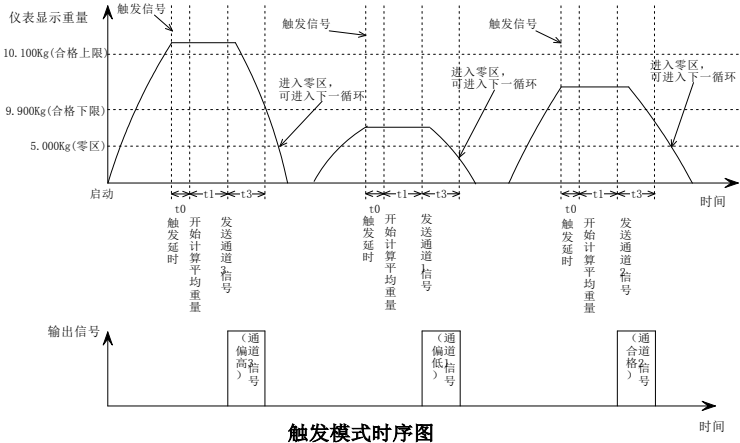 仪表显示重量
触发信号
触发信号
触发信号
10.100Kg(合格上限)
进入零区，
可进入下一循环
进入零区，
可进入下一循环
进入零区，
可进入下一循环
9.900Kg(合格下限)
5.000Kg(零区)
启动
t1
t3
t1
t3
t1
t3
时间
t0
触发延时
开始计算平均重量
发送通道3信号
t0
触发延时
开始计算平均重量
发送通道1信号
t0
触发延时
开始计算平均重量
发送通道2信号
输出信号
通道3信号
（偏高）
通道1信号
（偏低）
通道2信号
（合格）
时间
触发模式时序图